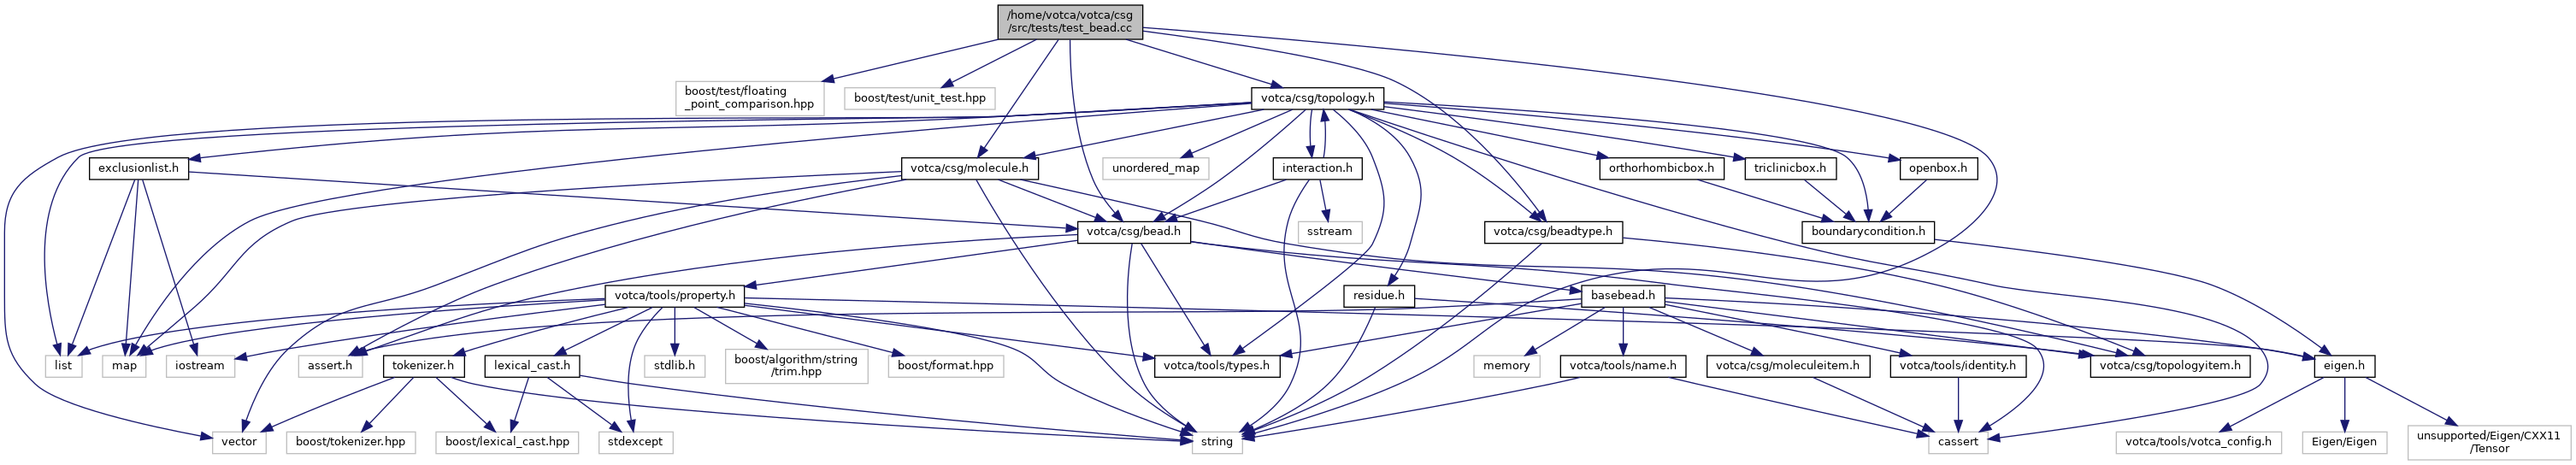 /home/votca/votca/csg
/src/tests/test_bead.cc
boost/test/floating
_point_comparison.hpp
boost/test/unit_test.hpp
votca/csg/topology.h
exclusionlist.h
votca/csg/molecule.h
unordered_map
interaction.h
orthorhombicbox.h
triclinicbox.h
openbox.h
votca/csg/bead.h
sstream
votca/csg/beadtype.h
boundarycondition.h
votca/tools/property.h
residue.h
basebead.h
list
map
iostream
assert.h
tokenizer.h
lexical_cast.h
stdlib.h
boost/algorithm/string
/trim.hpp
boost/format.hpp
votca/tools/types.h
memory
votca/tools/name.h
votca/csg/moleculeitem.h
votca/tools/identity.h
votca/csg/topologyitem.h
eigen.h
vector
boost/tokenizer.hpp
boost/lexical_cast.hpp
stdexcept
string
cassert
votca/tools/votca_config.h
Eigen/Eigen
unsupported/Eigen/CXX11
/Tensor